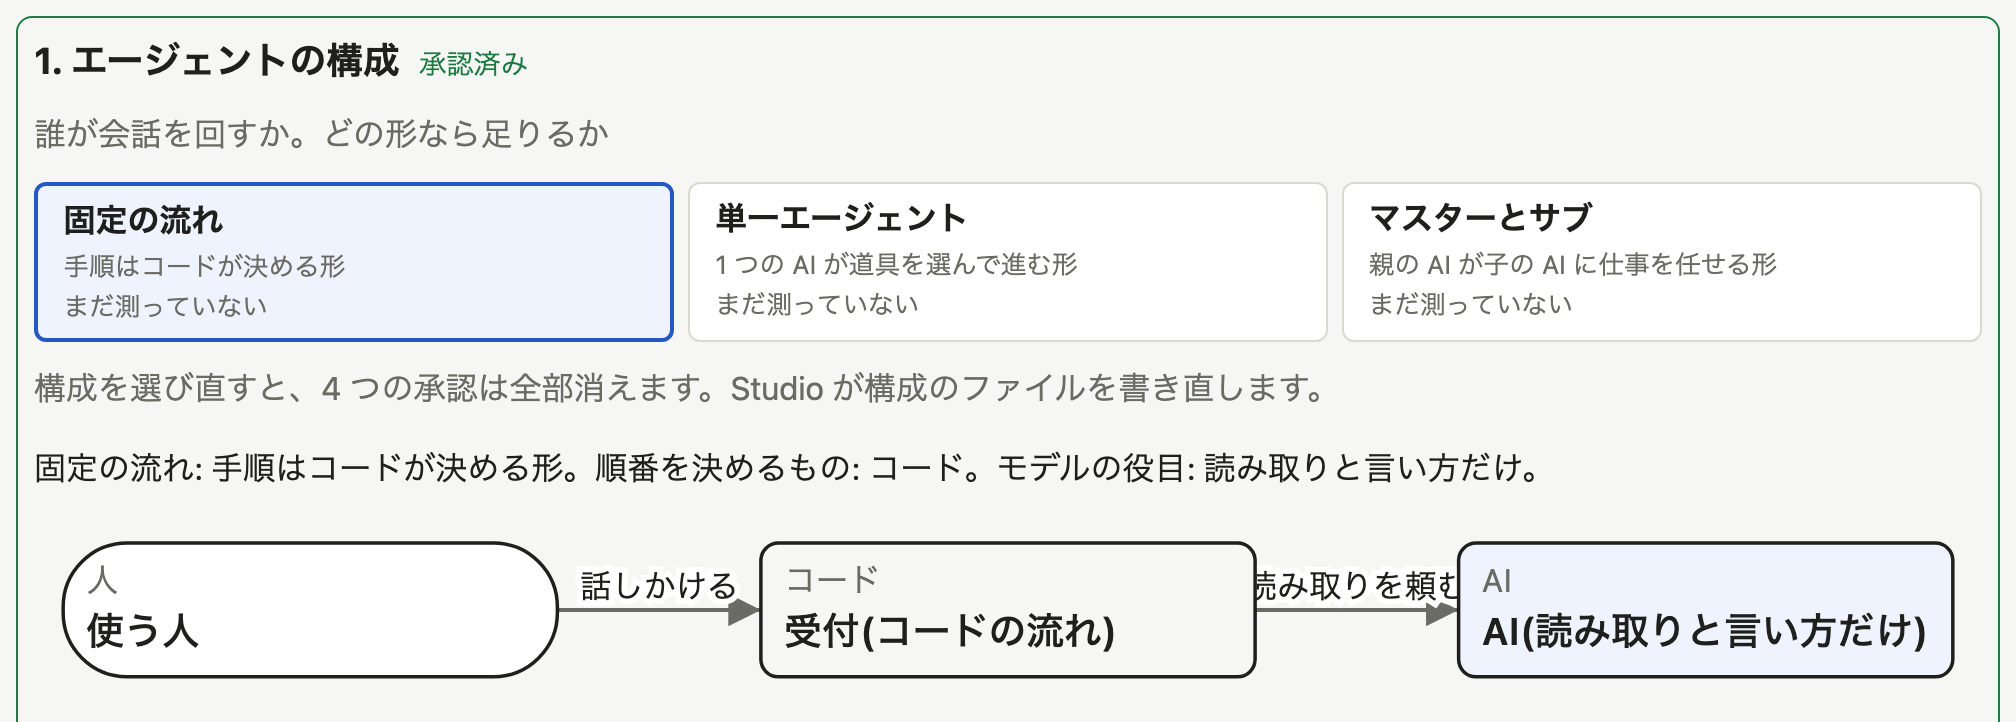 1. エージェントの構成 承認済み
誰が会話を回すか。どの形なら足りるか
固定の流れ
手順はコードが決める形
まだ測っていない
単一エージェント
1 つの AI が道具を選んで進む形
まだ測っていない
マスターとサブ
親の AI が子の AI に仕事を任せる形
まだ測っていない
構成を選び直すと、4 つの承認は全部消えます。Studio が構成のファイルを書き直します。
固定の流れ: 手順はコードが決める形。順番を決めるもの: コード。モデルの役目: 読み取りと言い方だけ。
人
使う人
話しかける
コード
受付(コードの流れ)
読み取りを頼む
AI
AI(読み取りと言い方だけ)